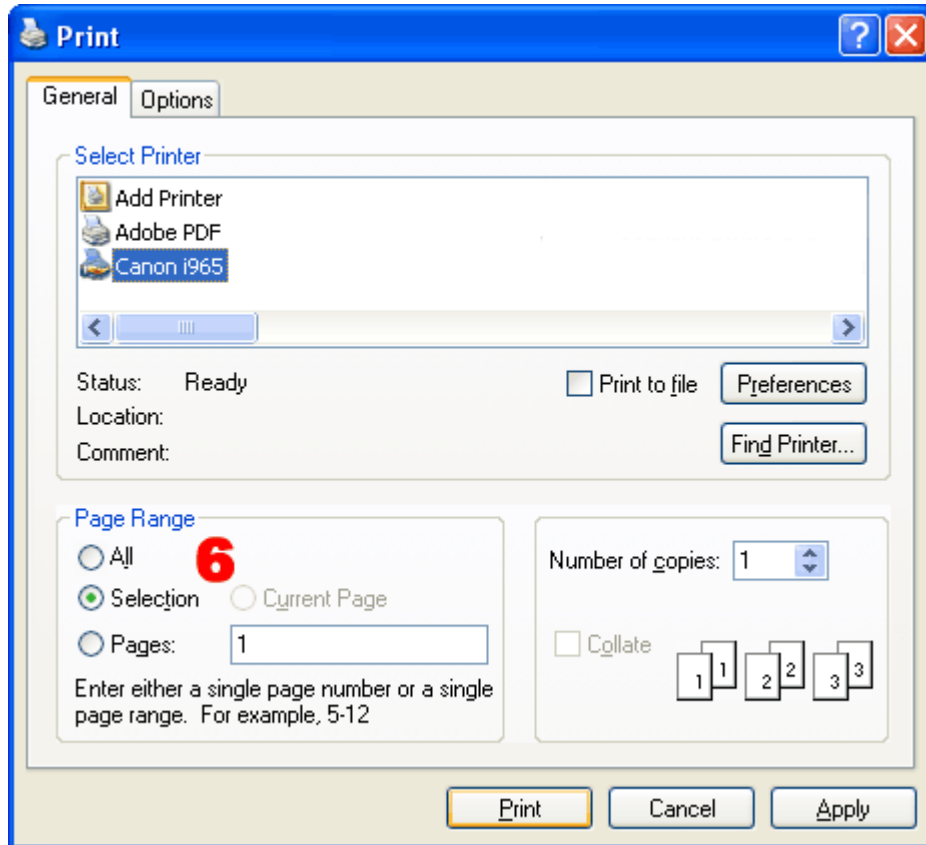 Print
General Options
Select Printer
Add Printer
Adobe PDF
Canon i965
Status: Ready
Print to file
Preferences
Location:
Comment:
Find Printer...
Page Range
All
6
Selection
Current Page
Pages: 1
Enter either a single page number or a single
page range. For example, 5-12
Number of copies: 1
Collate
1 1 2 2 3 3
Print Cancel Apply